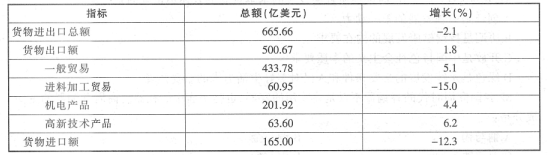 指标 总额(亿美元) 增长(%)
货物进出口总额 665.66 -2.1
货物出口额 500.67 1.8
一般贸易 433.78 5.1
进料加工贸易 60.95 -15.0
机电产品 201.92 4.4
高新技术产品 63.60 6.2
货物进口额 165.00 -12.3